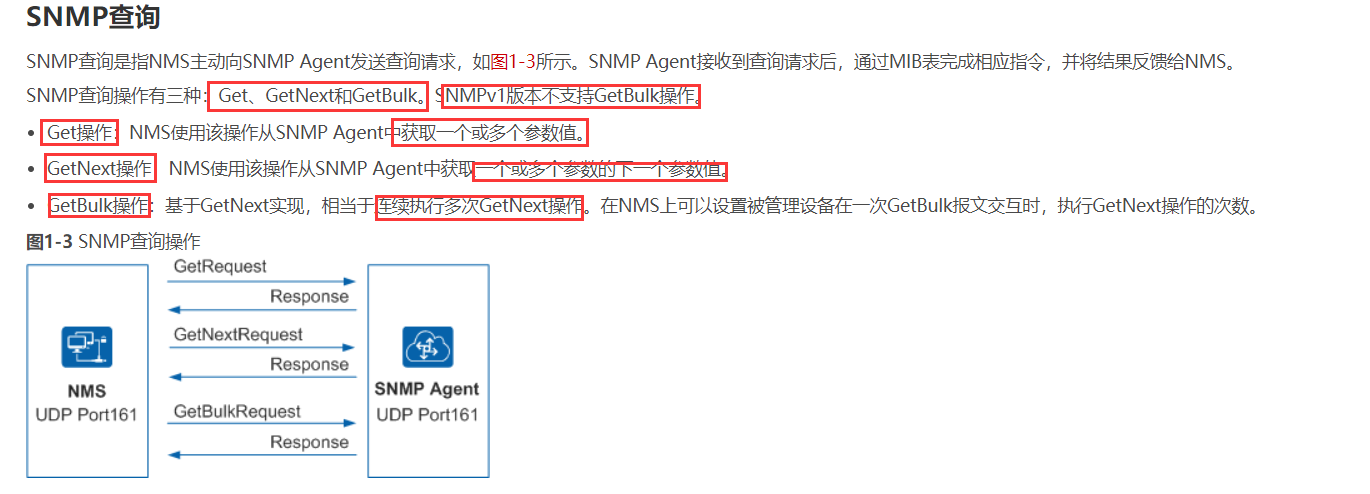 SNMP查询
SNMP查询是指NMS主动向SNMP Agent发送查询请求，如图1-3所示。SNMP Agent接收到查询请求后，通过MIB表完成相应指令，并将结果反馈给NMS。
SNMP查询操作有三种：Get、GetNext和GetBulk。SNMPv1版本不支持GetBulk操作。
• Get操作：NMS使用该操作从SNMP Agent中获取一个或多个参数值。
• GetNext操作 NMS使用该操作从SNMP Agent中获取一个或多个参数的下一个参数值。
• GetBulk操作：基于GetNext实现，相当于连续执行多次GetNext操作。在NMS上可以设置被管理设备在一次GetBulk报文交互时，执行GetNext操作的次数。
图1-3 SNMP查询操作
GetRequest
Response
GetNextRequest
Response
GetBulkRequest
Response
NMS
UDP Port161
SNMP Agent
UDP Port161